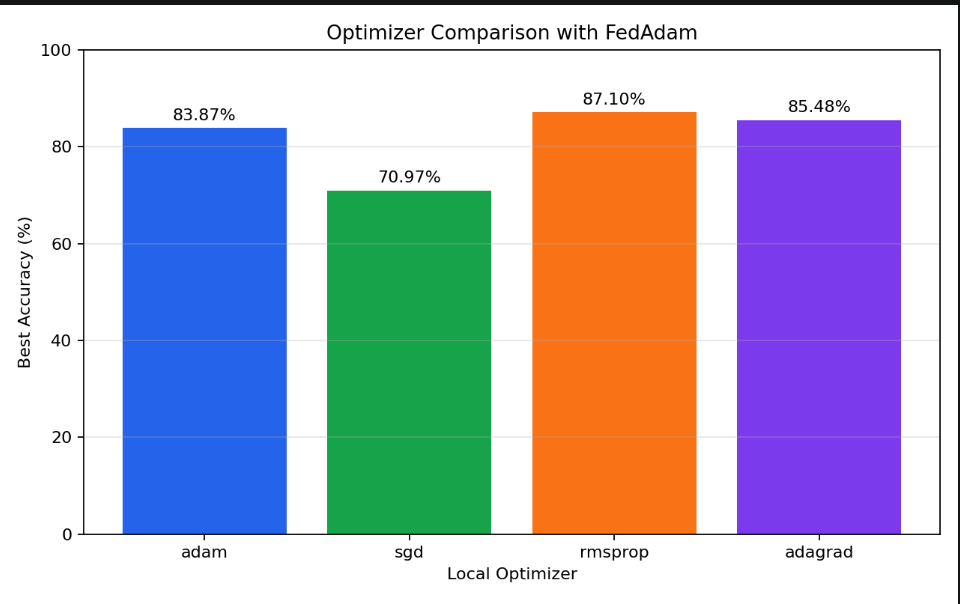 Optimizer Comparison with FedAdam
100
80
60
40
20
0
Best Accuracy (%)
83.87%
70.97%
87.10%
85.48%
adam
sgd
rmsprop
adagrad
Local Optimizer